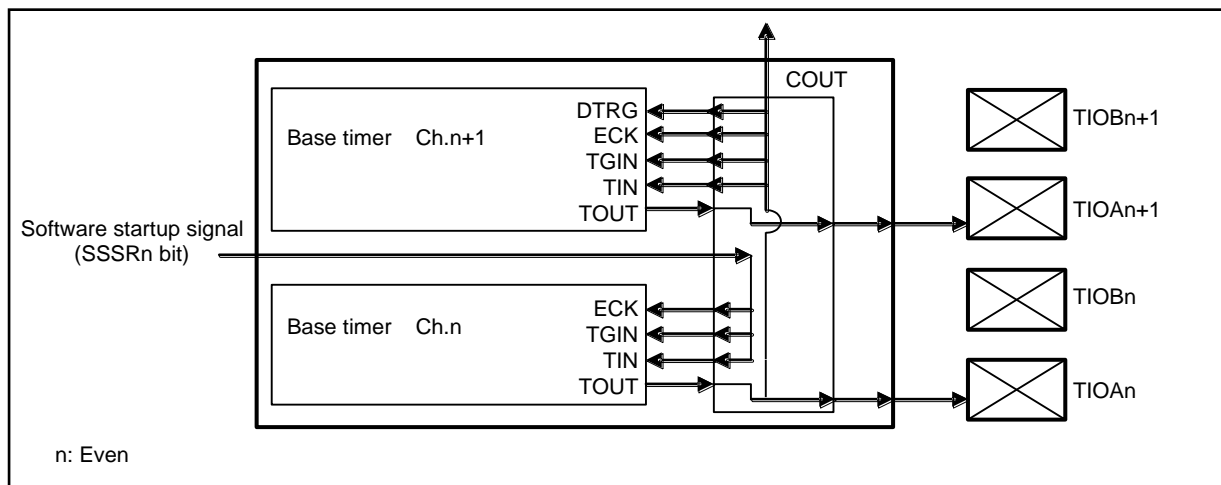 COUT
DTRG
Base timer Ch.n+1
ECK
TGIN
TIN
TOUT
TIOBn+1
TIOAn+1
Software startup signal
(SSSRn bit)
ECK
Base timer Ch.n
TGIN
TIN
TOUT
TIOBn
TIOAn
n: Even